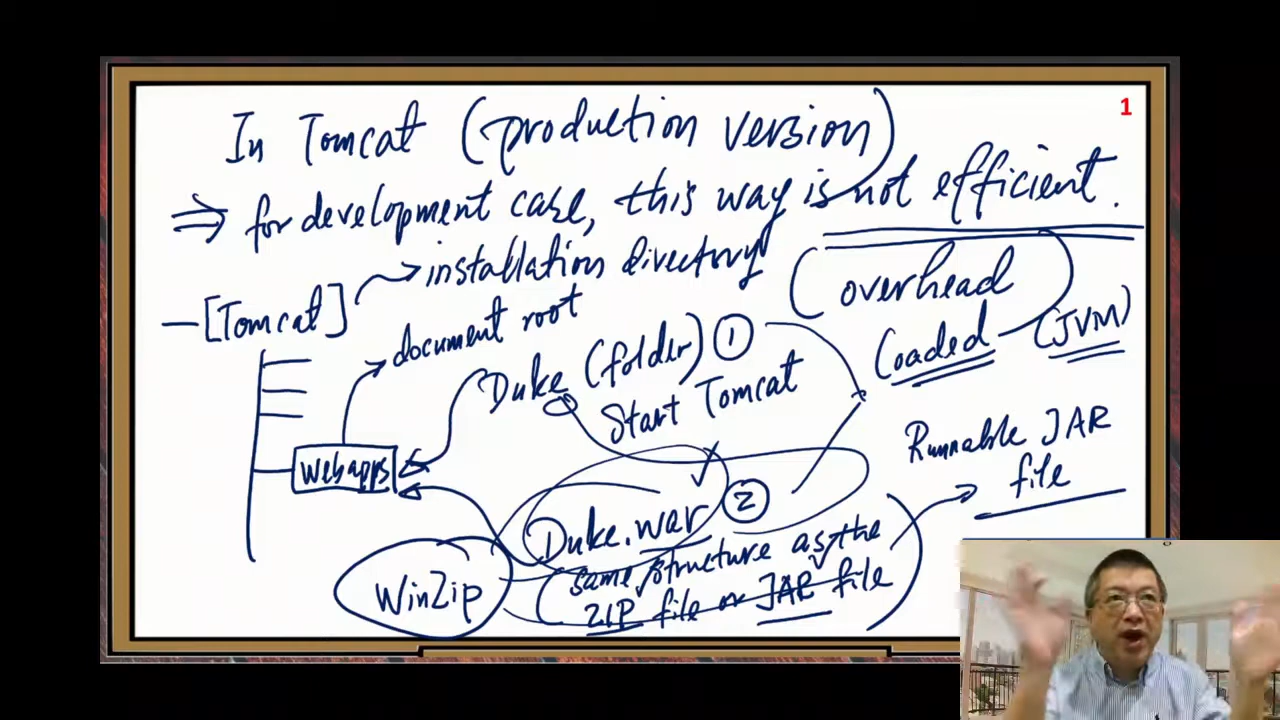 1
In Tomcat (production version)
⇒ for development case, this way is not efficient.
[Tomcat] → installation directory
(overhead)
Loaded (JVM)
→ document root
Duke (folder) ①
Start Tomcat
Runnable JAR
file
webapps
Duke.war ②
WinZip
(same structure as the
ZIP file or JAR file)